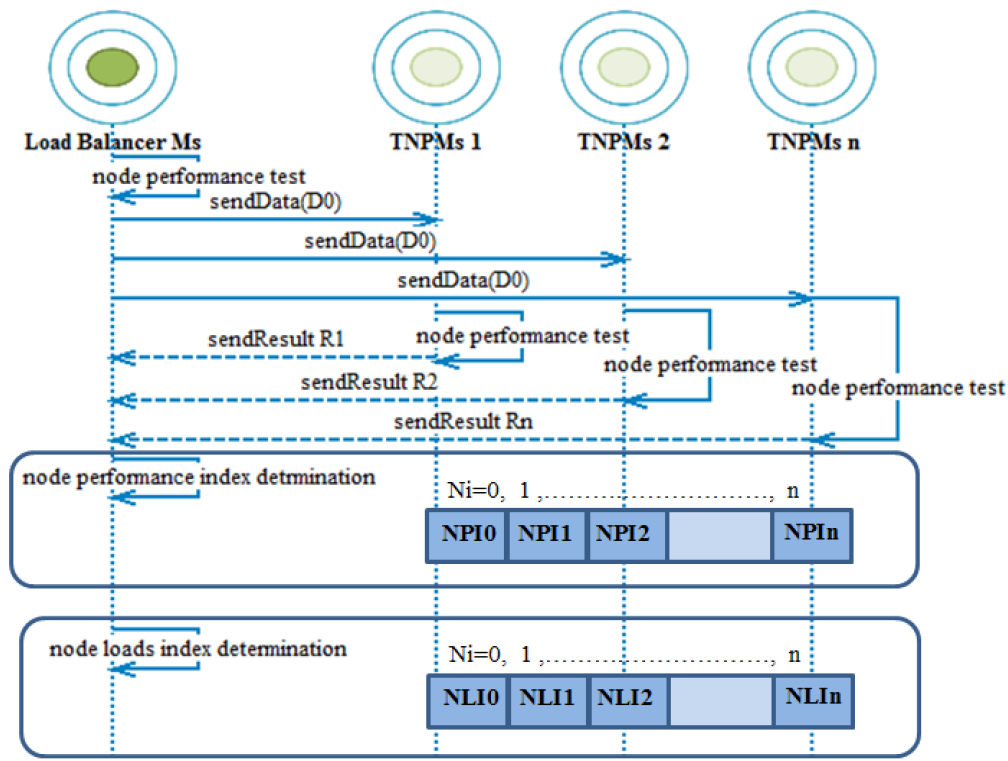 Load Balancer Ms
TNPMs 1
TNPMs 2
TNPMs n
node performance test
sendData(D0)
sendData(D0)
sendData(D0)
node performance test
sendResult R1
node performance test
sendResult R2
node performance test
sendResult Rn
node performance index detrmination
Ni=0, 1 ,............................, n
NPI0 NPI1 NPI2 NPIn
node loads index determination
Ni=0, 1 ,............................, n
NLI0 NLI1 NLI2 NLIn